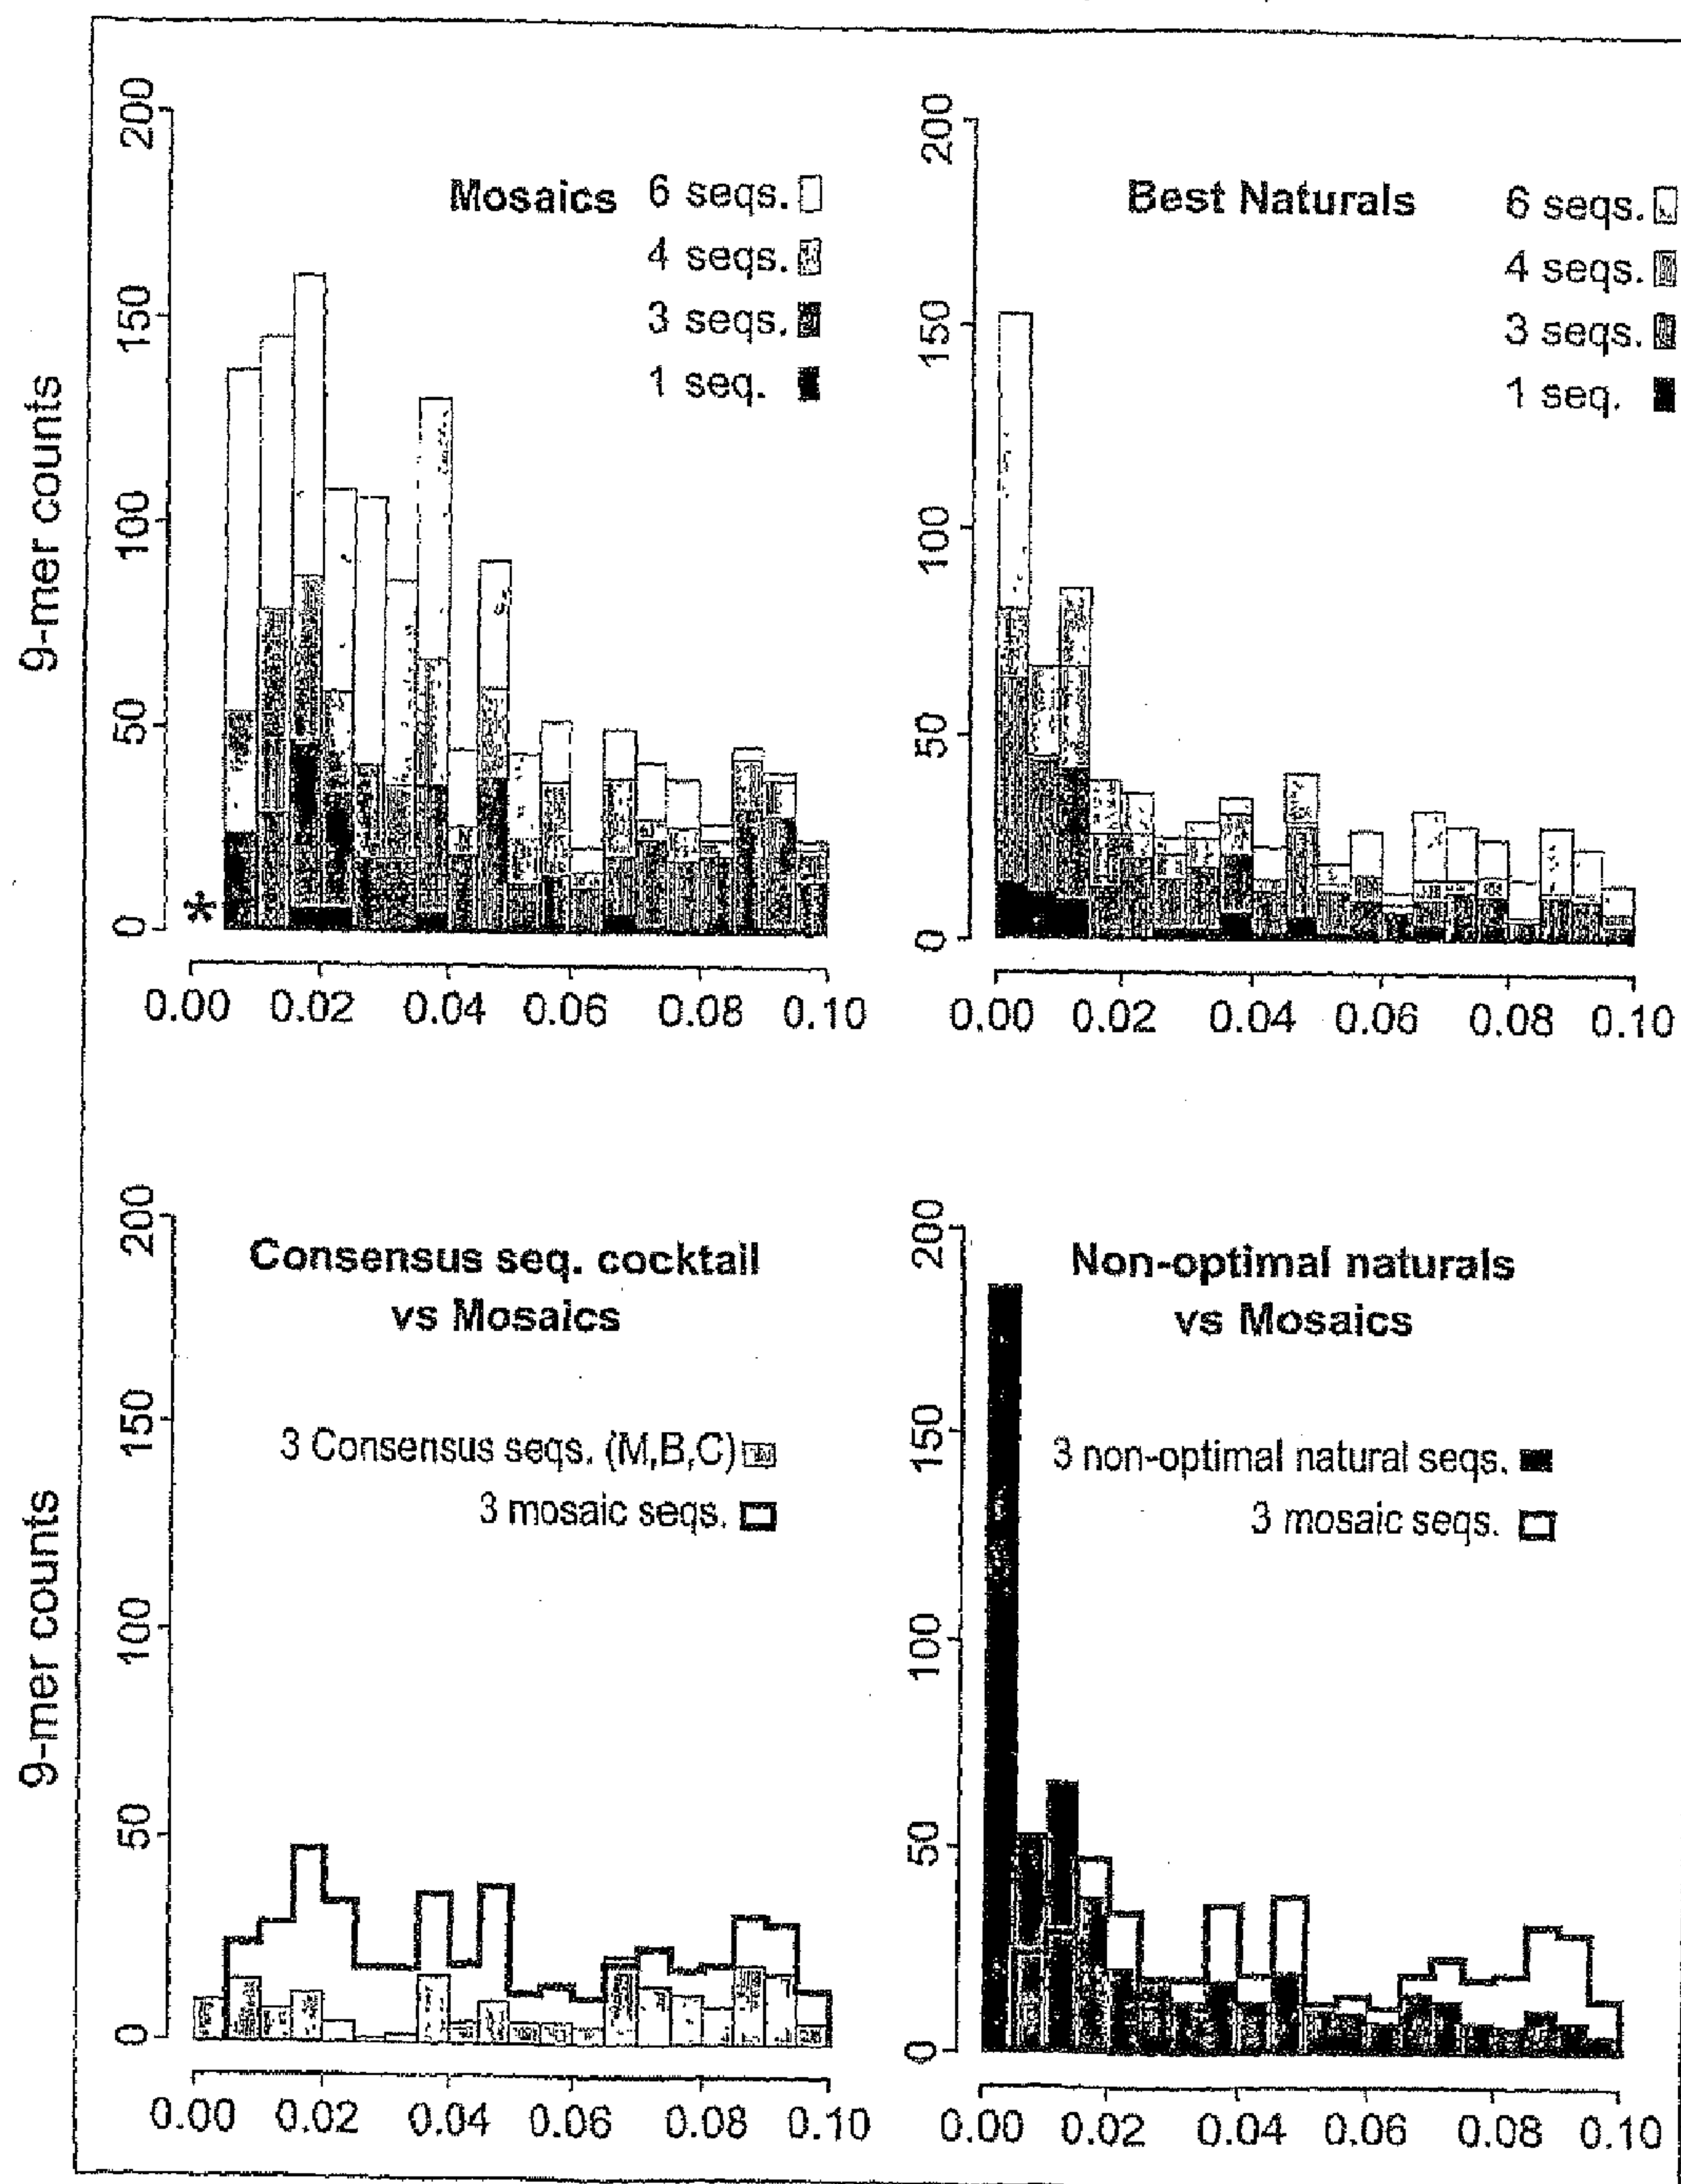 9-mer counts
200
150
100
50
0
Mosaics
6 seqs.
4 seqs.
3 seqs.
1 seq.
*
0.00 0.02 0.04 0.06 0.08 0.10
200
150
100
50
0
Best Naturals
6 seqs.
4 seqs.
3 seqs.
1 seq.
0.00 0.02 0.04 0.06 0.08 0.10
9-mer counts
200
150
100
50
0
Consensus seq. cocktail
vs Mosaics
3 Consensus seqs. (M,B,C)
3 mosaic seqs.
0.00 0.02 0.04 0.06 0.08 0.10
200
150
100
50
0
Non-optimal naturals
vs Mosaics
3 non-optimal natural seqs.
3 mosaic seqs.
0.00 0.02 0.04 0.06 0.08 0.10